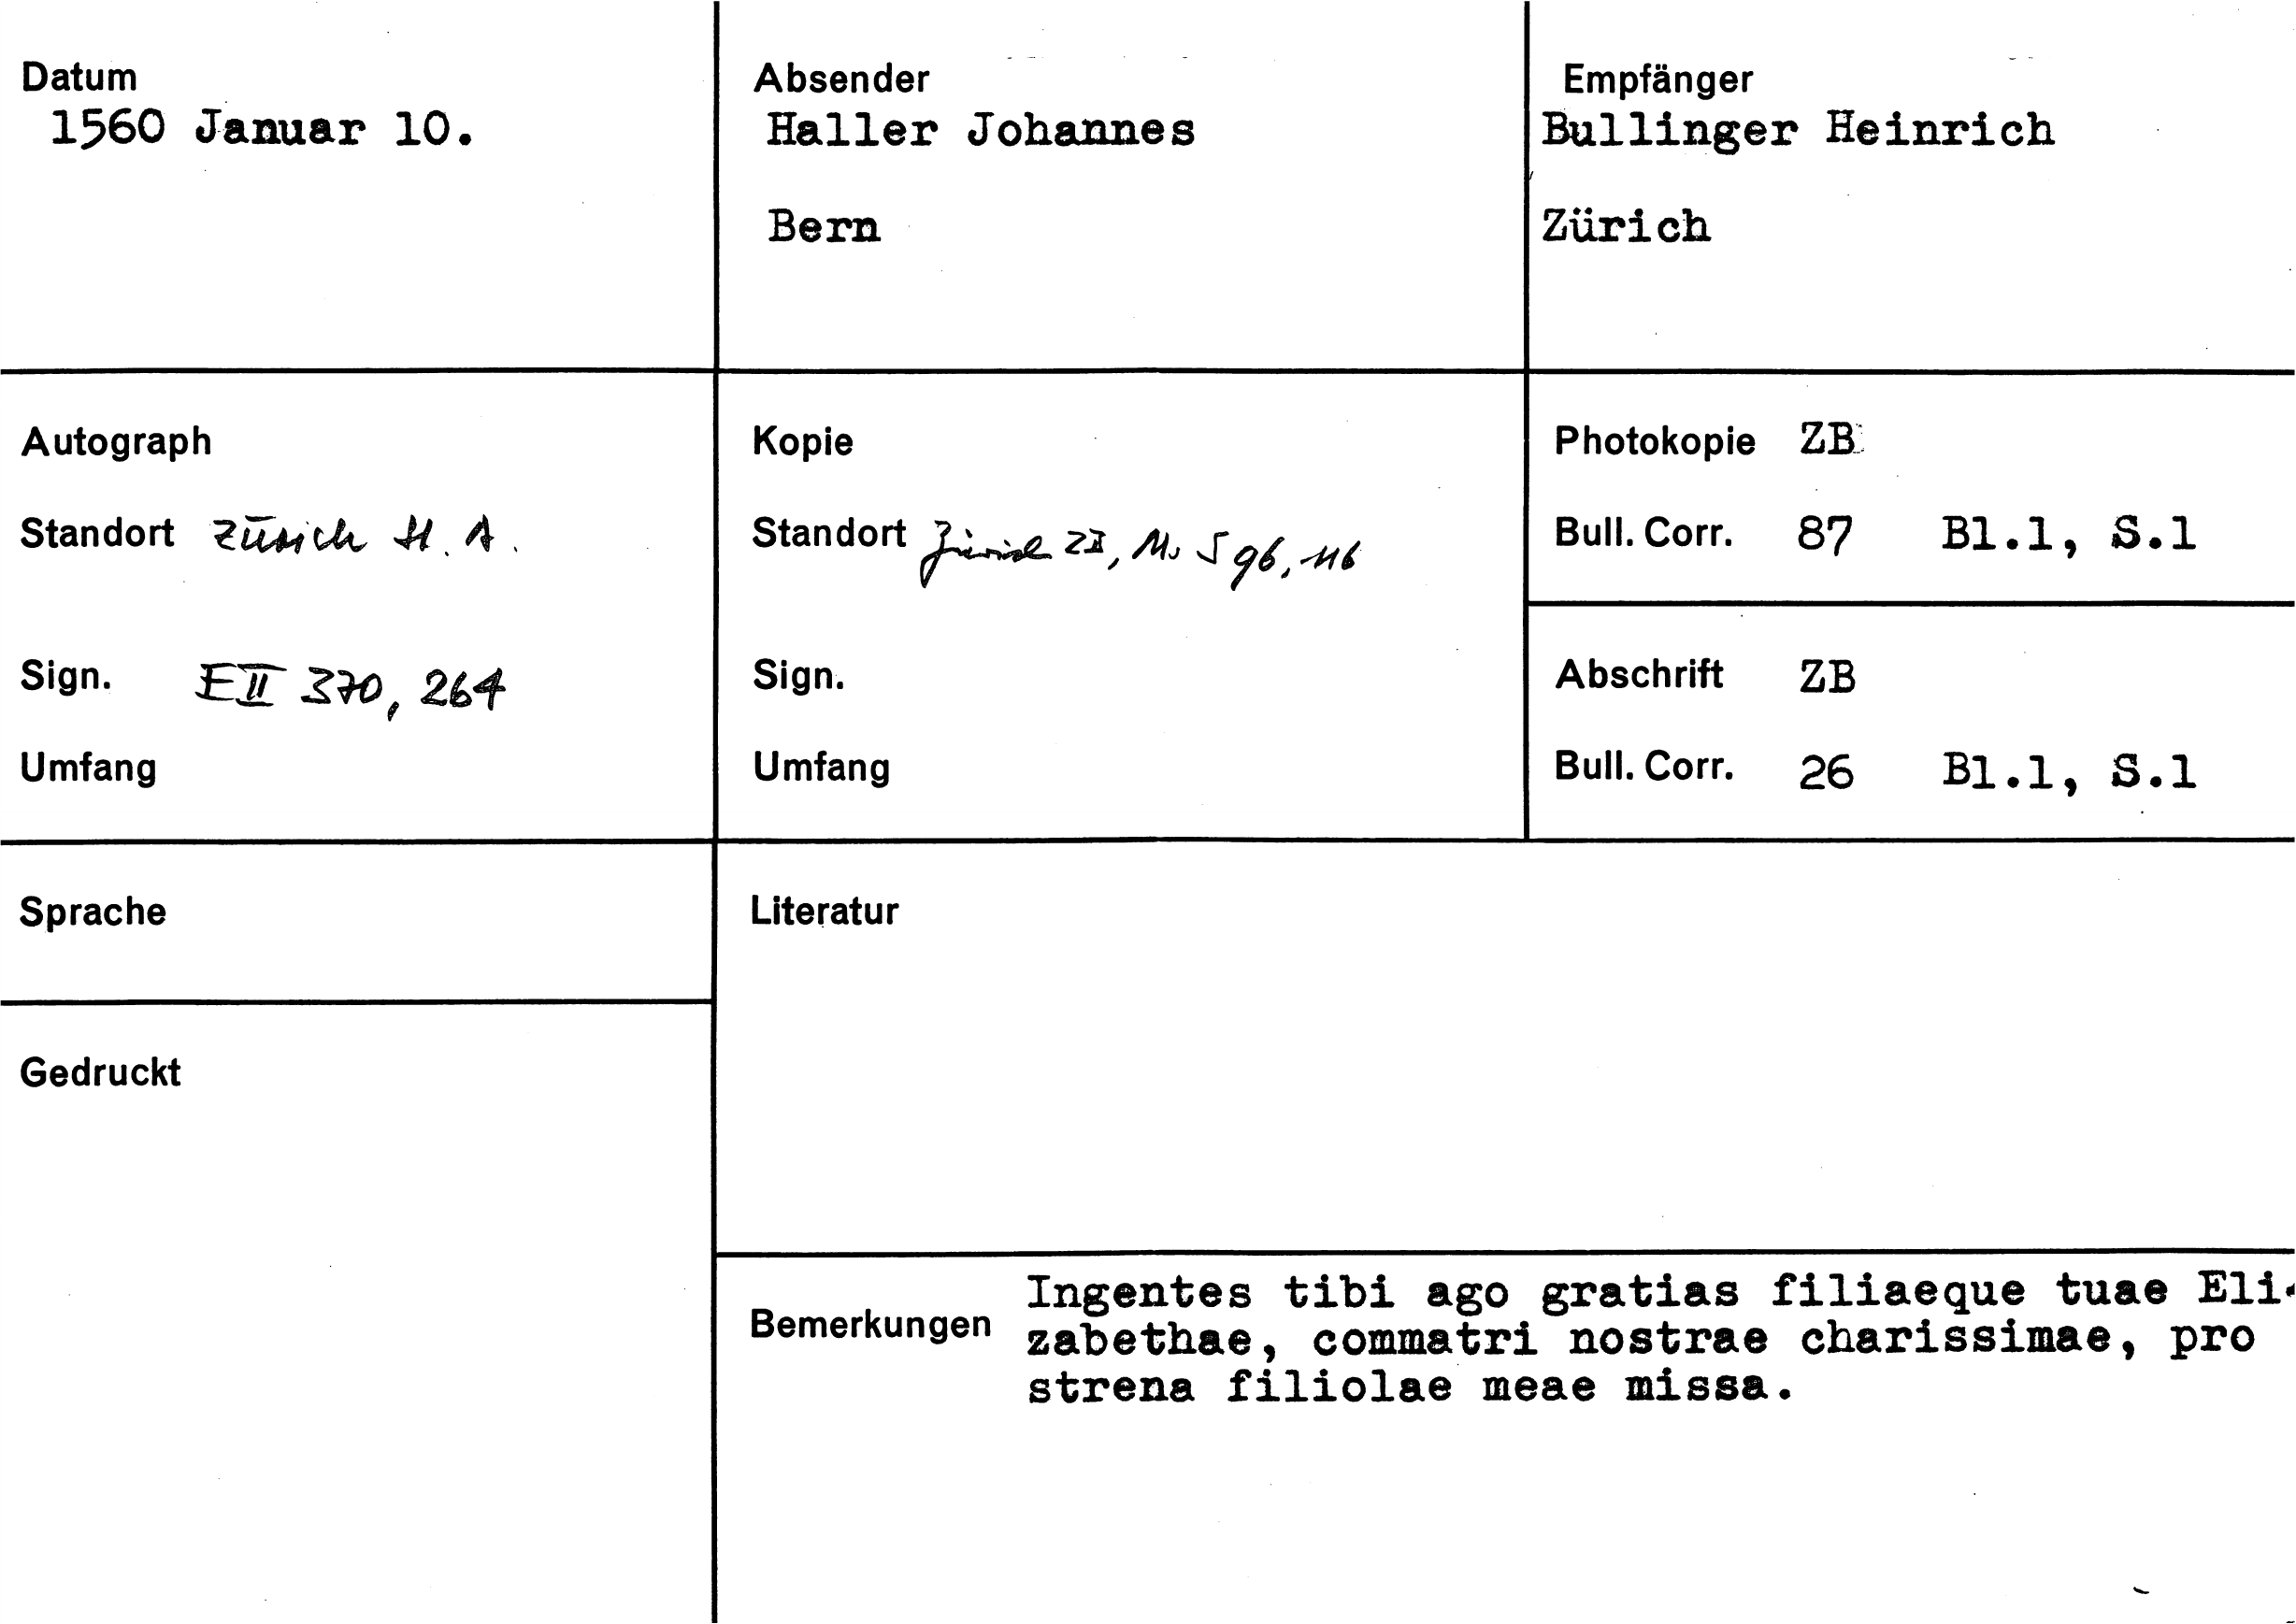 Datum
1560 Januar 10.
Absender
Haller Johannes
Bern
Empfänger
Bullinger Heinrich
Zürich
Autograph
Standort Zürich St. A.
Sign. E II 370, 264
Umfang
Kopie
Standort Zürich ZB, Ms S 96, 116
Sign.
Umfang
Photokopie ZB
Bull. Corr. 87 Bl.1, S.1
Abschrift ZB
Bull. Corr. 26 Bl.1, S.1
Sprache
Literatur
Gedruckt
Bemerkungen
Ingentes tibi ago gratias filiaeque tuae Eli-
zabethae, commatri nostrae charissimae, pro
strena filiolae meae missa.